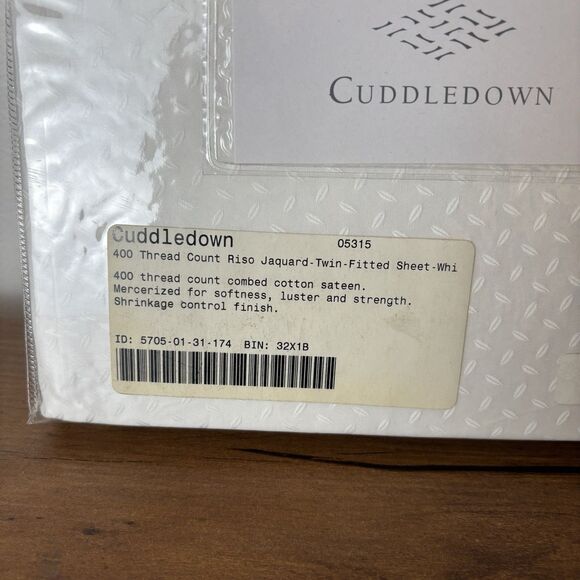 CUDDLEDOWN
Cuddledown 05315
400 Thread Count Riso Jaquard-Twin-Fitted Sheet-Whi
400 thread count combed cotton sateen.
Mercerized for softness, luster and strength.
Shrinkage control finish.
ID: 5705-01-31-174 BIN: 32X1B